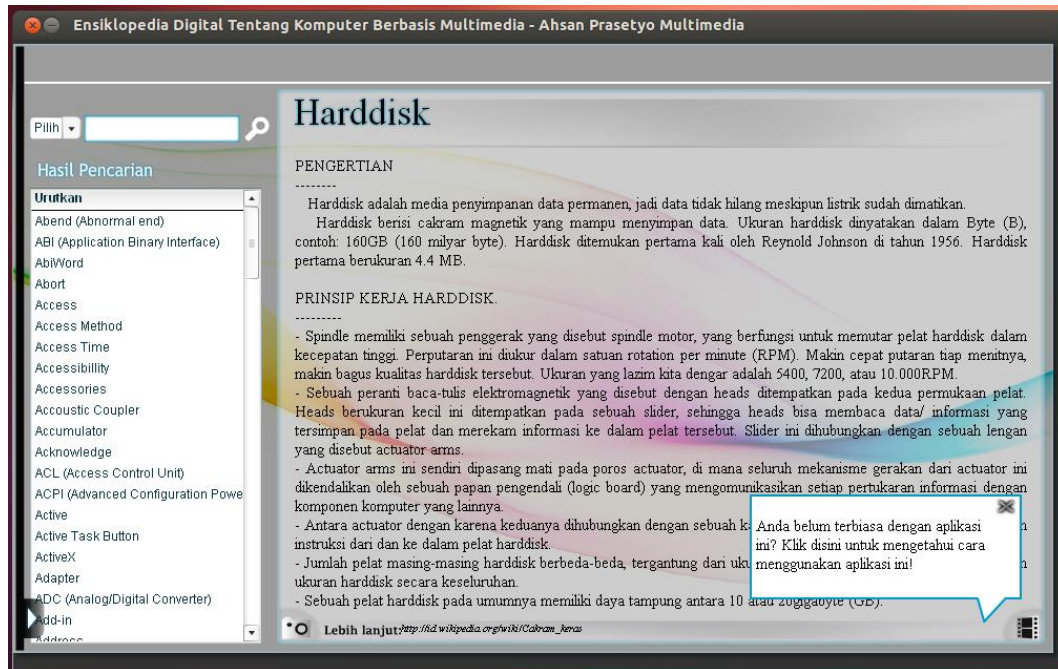 Ensiklopedia Digital Tentang Komputer Berbasis Multimedia - Ahsan Prasetyo Multimedia
Pilih
Hasil Pencarian
Urutkan
Abend (Abnormal end)
ABI (Application Binary Interface)
AbiWord
Abort
Access
Access Method
Access Time
Accessibillity
Accessories
Accoustic Coupler
Accumulator
Acknowledge
ACL (Access Control Unit)
ACPI (Advanced Configuration Powe
Active
Active Task Button
ActiveX
Adapter
ADC (Analog/Digital Converter)
Add-in
Address
Harddisk
PENGERTIAN
--------
Harddisk adalah media penyimpanan data permanen, jadi data tidak hilang meskipun listrik sudah dimatikan.
Harddisk berisi cakram magnetik yang mampu menyimpan data. Ukuran harddisk dinyatakan dalam Byte (B),
contoh: 160GB (160 milyar byte). Harddisk ditemukan pertama kali oleh Reynold Johnson di tahun 1956. Harddisk
pertama berukuran 4.4 MB.
PRINSIP KERJA HARDDISK.
---------
- Spindle memiliki sebuah penggerak yang disebut spindle motor, yang berfungsi untuk memutar pelat harddisk dalam
kecepatan tinggi. Perputaran ini diukur dalam satuan rotation per minute (RPM). Makin cepat putaran tiap menitnya,
makin bagus kualitas harddisk tersebut. Ukuran yang lazim kita dengar adalah 5400, 7200, atau 10.000RPM.
- Sebuah peranti baca-tulis elektromagnetik yang disebut dengan heads ditempatkan pada kedua permukaan pelat.
Heads berukuran kecil ini ditempatkan pada sebuah slider, sehingga heads bisa membaca data/ informasi yang
tersimpan pada pelat dan merekam informasi ke dalam pelat tersebut. Slider ini dihubungkan dengan sebuah lengan
yang disebut actuator arms.
- Actuator arms ini sendiri dipasang mati pada poros actuator, di mana seluruh mekanisme gerakan dari actuator ini
dikendalikan oleh sebuah papan pengendali (logic board) yang mengomunikasikan setiap pertukaran informasi dengan
komponen komputer yang lainnya.
- Antara actuator dengan karena keduanya dihubungkan dengan sebuah
instruksi dari dan ke dalam pelat harddisk.
- Jumlah pelat masing-masing harddisk berbeda-beda, tergantung dari
ukuran harddisk secara keseluruhan.
- Sebuah pelat harddisk pada umumnya memiliki daya tampung antara 10 atau 20gigabyte (GB).
Anda belum terbiasa dengan aplikasi
ini? Klik disini untuk mengetahui cara
menggunakan aplikasi ini!
Lebih lanjut:http://id.wikipedia.org/wiki/Cakram_keras